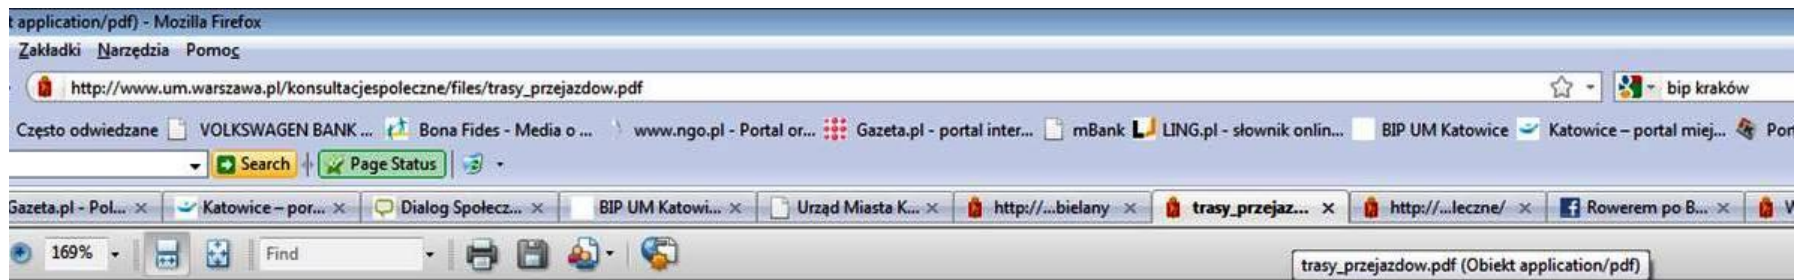 t application/pdf) - Mozilla Firefox
Zakładki Narzędzia Pomoc
http://www.um.warszawa.pl/konsultacjespoleczne/files/trasy_przejazdow.pdf bip kraków
Często odwiedzane VOLKSWAGEN BANK ... Bona Fides - Media o ... www.ngo.pl - Portal or... Gazeta.pl - portal inter... mBank LING.pl - słownik onlin... BIP UM Katowice Katowice – portal miej... Por
Search Page Status
Gazeta.pl - Pol... Katowice – por... Dialog Społecz... BIP UM Katowi... Urząd Miasta K... http://...bielany trasy_przejaz... http://...leczne/ Rowerem po B... W
169% Find
trasy_przejazdow.pdf (Obiekt application/pdf)